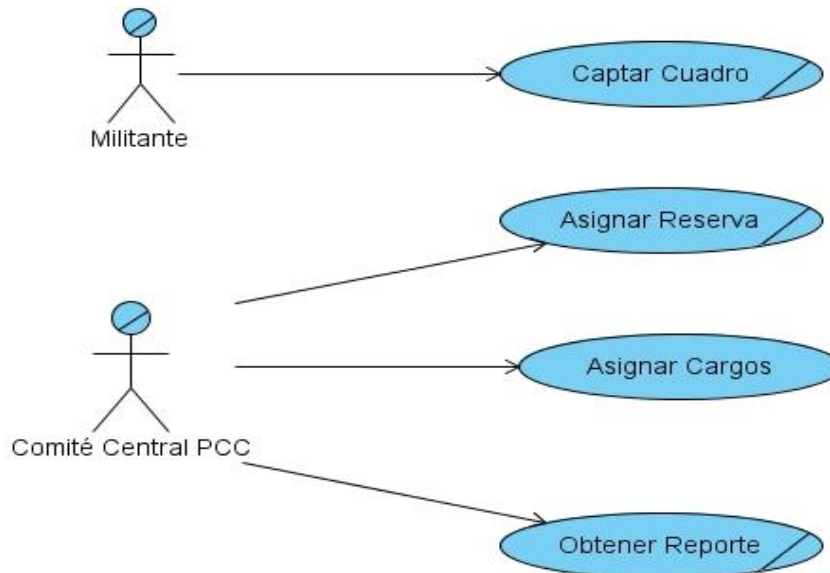 Captar Cuadro
Militante
Asignar Reserva
Asignar Cargos
Comité Central PCC
Obtener Reporte